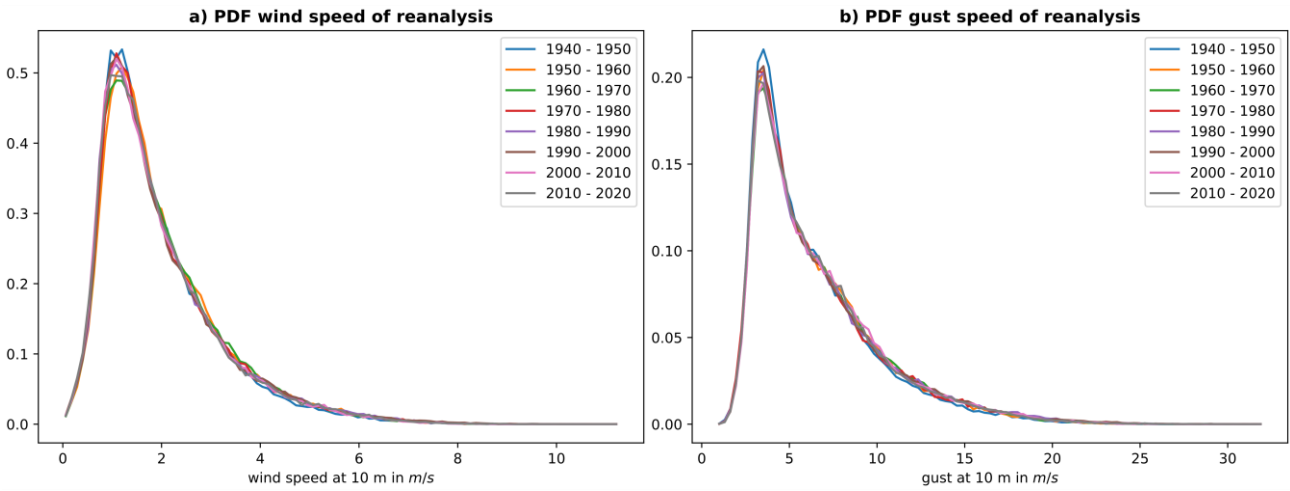 a) PDF wind speed of reanalysis
0.5
0.4
0.3
0.2
0.1
0.0
1940 - 1950
1950 - 1960
1960 - 1970
1970 - 1980
1980 - 1990
1990 - 2000
2000 - 2010
2010 - 2020
0
2
4
6
8
10
wind speed at 10 m in m/s
b) PDF gust speed of reanalysis
0.20
0.15
0.10
0.05
0.00
1940 - 1950
1950 - 1960
1960 - 1970
1970 - 1980
1980 - 1990
1990 - 2000
2000 - 2010
2010 - 2020
0
5
10
15
20
25
30
gust at 10 m in m/s